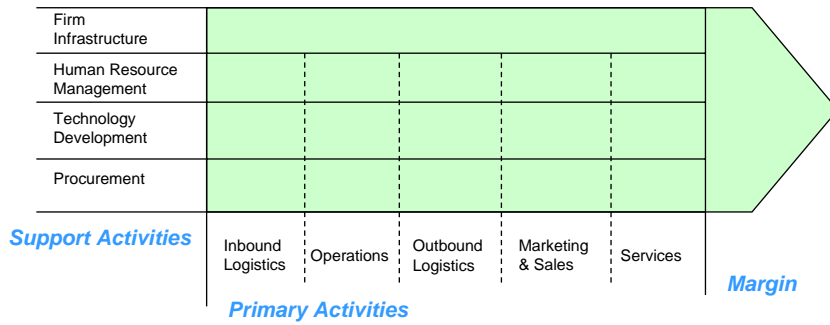 Firm
Infrastructure
Human Resource
Management
Technology
Development
Procurement
Support Activities
Inbound
Logistics
Operations
Outbound
Logistics
Marketing
& Sales
Services
Margin
Primary Activities